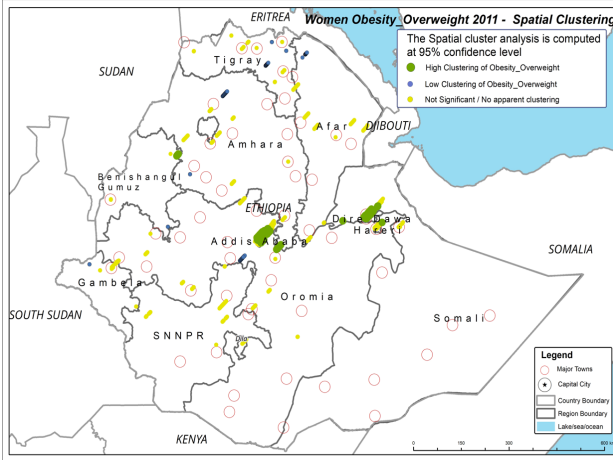 Women Obesity_Overweight 2011 - Spatial Clustering
The Spatial cluster analysis is computed
at 95% confidence level
High Clustering of Obesity_Overweight
Low Clustering of Obesity_Overweight
Not Significant / No apparent clustering
ERITREA
SUDAN
Tigray
Afar
DJIBOUTI
Amhara
Benishangul
Gumuz
ETHIOPIA
Dire Dawa
Hareri
Addis Ababa
SOMALIA
Gambela
Oromia
SOUTH SUDAN
Somali
SNNPR
Dilla
KENYA
Legend
Major Towns
Capital City
Country Boundary
Region Boundary
Lake/sea/ocean
0 150 300 600